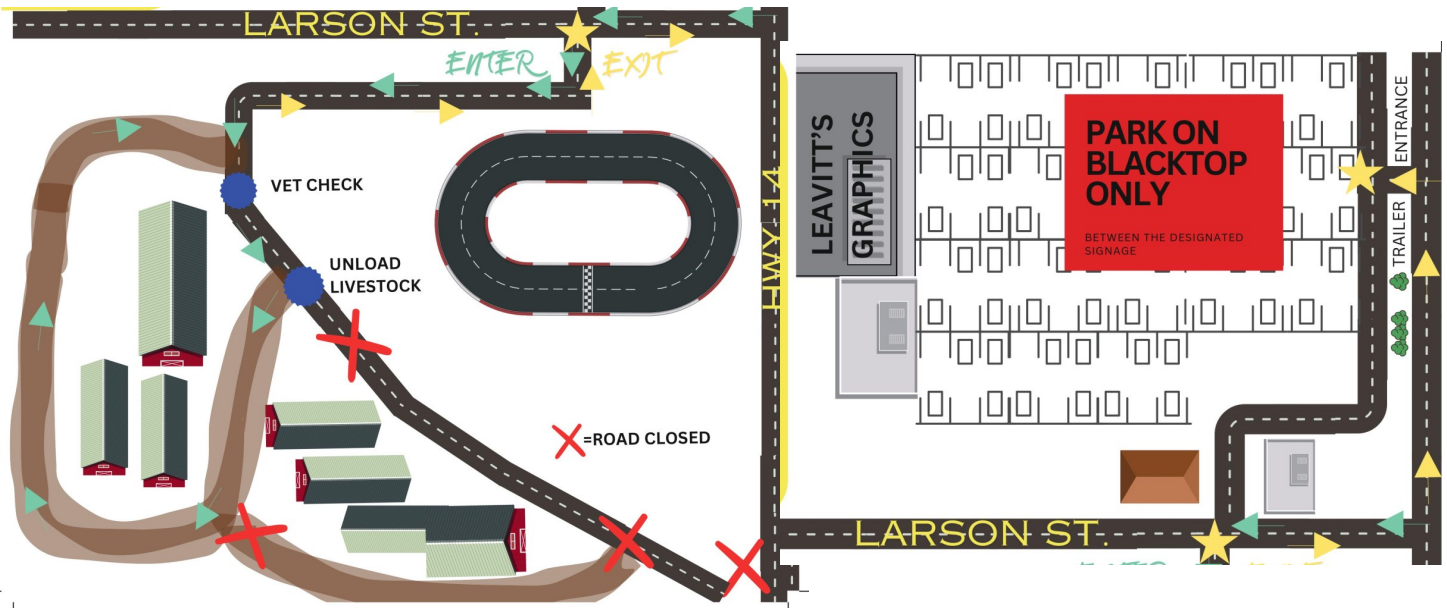 LARSON ST.
ENTER
EXIT
VET CHECK
UNLOAD
LIVESTOCK
=ROAD CLOSED
HWY 41
LEAVITT'S
GRAPHICS
PARK ON
BLACKTOP
ONLY
BETWEEN THE DESIGNATED
SIGNAGE
TRAILER ENTRANCE
LARSON ST.